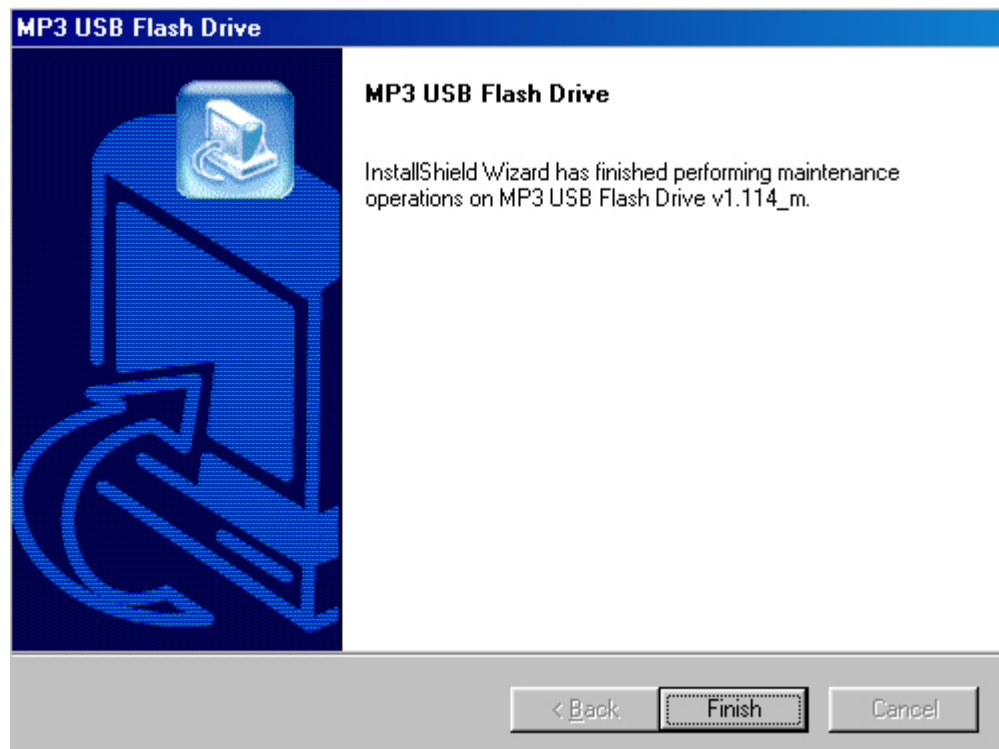 MP3 USB Flash Drive
MP3 USB Flash Drive
InstallShield Wizard has finished performing maintenance
operations on MP3 USB Flash Drive v1.114_m.
< Back Finish Cancel